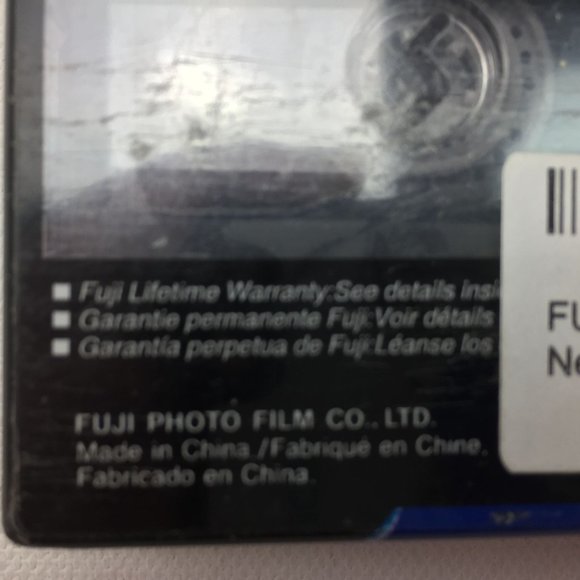 Fuji Lifetime Warranty:See details insi
Garantie permanente Fuji:Voir détails
Garantía perpetua de Fuji:Léanse los
FUJI PHOTO FILM CO., LTD.
Made in China./Fabriqué en Chine.
Fabricado en China.
FU
Ne